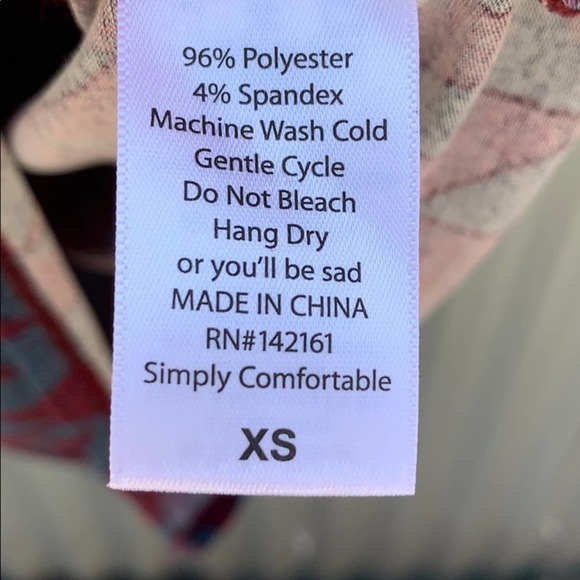 96% Polyester
4% Spandex
Machine Wash Cold
Gentle Cycle
Do Not Bleach
Hang Dry
or you'll be sad
MADE IN CHINA
RN#142161
Simply Comfortable
XS